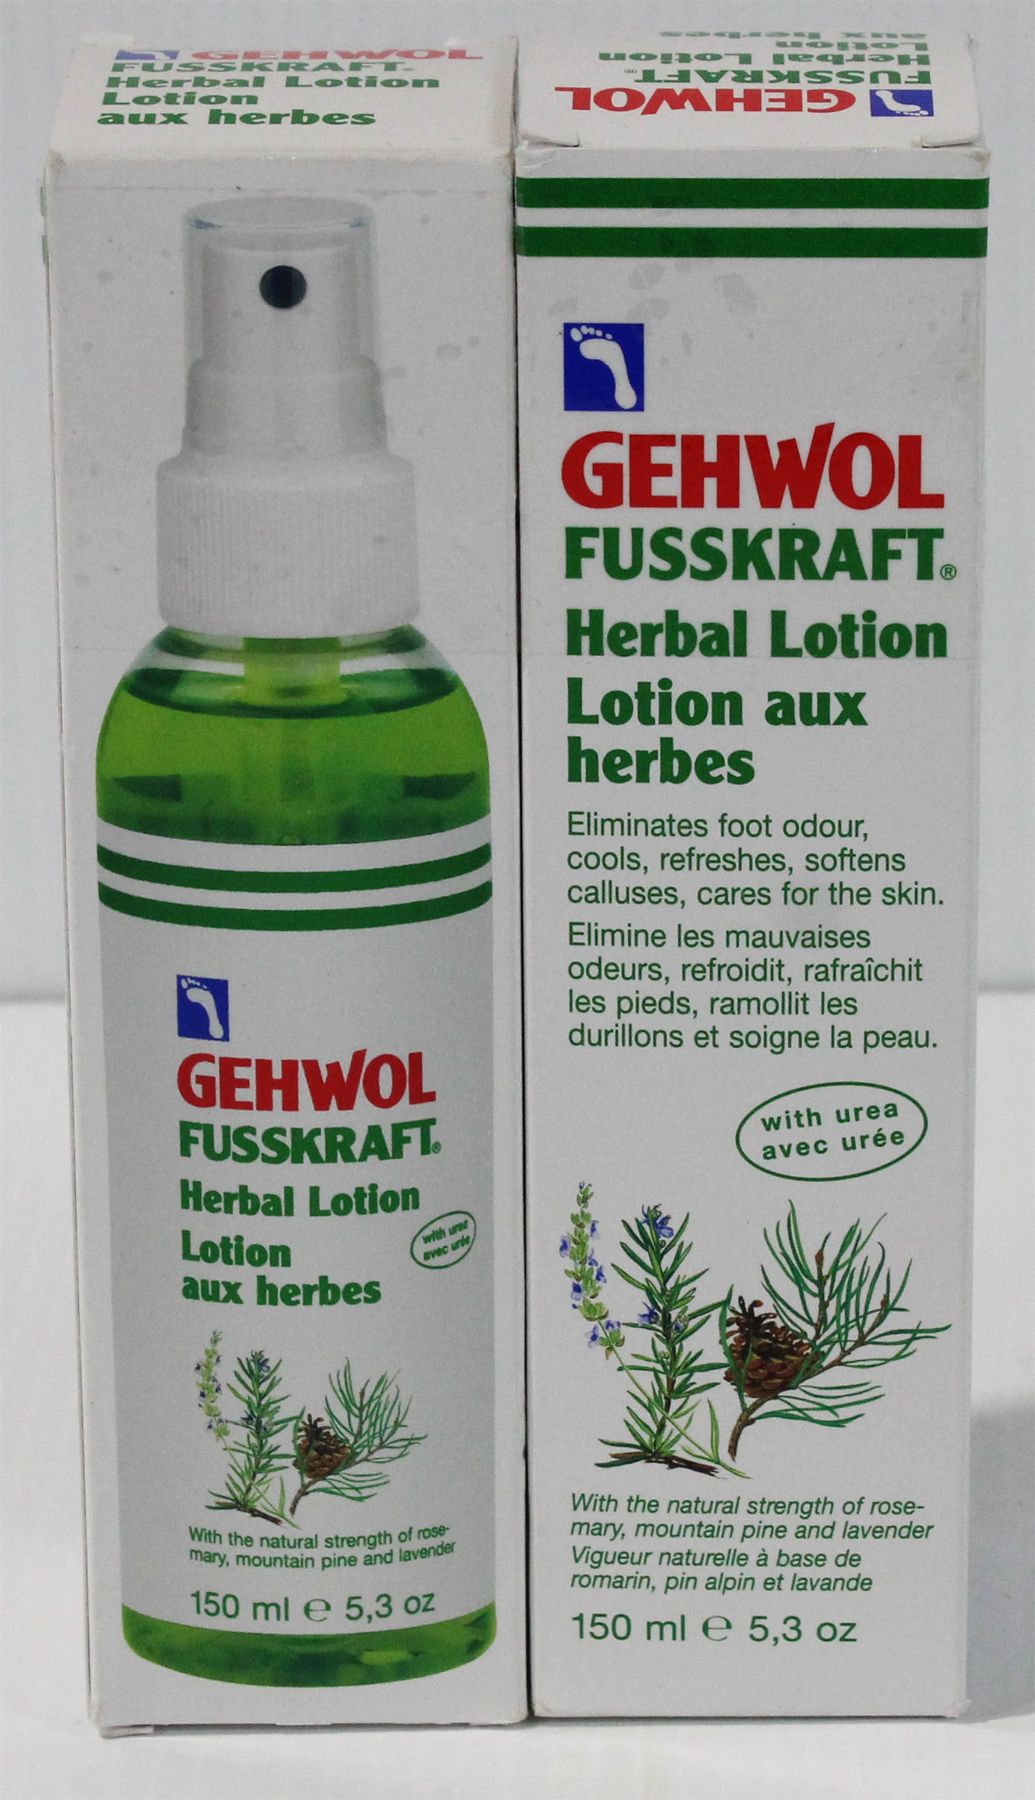 GEHWOL
FUSSKRAFT®
Herbal Lotion
Lotion
aux herbes
GEHWOL
FUSSKRAFT®
Herbal Lotion
Lotion
aux herbes
with urea
avec urée
With the natural strength of rose-
mary, mountain pine and lavender
150 ml ℮ 5,3 oz
GEHWOL
FUSSKRAFT®
Herbal Lotion
Lotion
aux herbes
GEHWOL
FUSSKRAFT®
Herbal Lotion
Lotion aux
herbes
Eliminates foot odour,
cools, refreshes, softens
calluses, cares for the skin.
Elimine les mauvaises
odeurs, refroidit, rafraîchit
les pieds, ramollit les
durillons et soigne la peau.
with urea
avec urée
With the natural strength of rose-
mary, mountain pine and lavender
Vigueur naturelle à base de
romarin, pin alpin et lavande
150 ml ℮ 5,3 oz